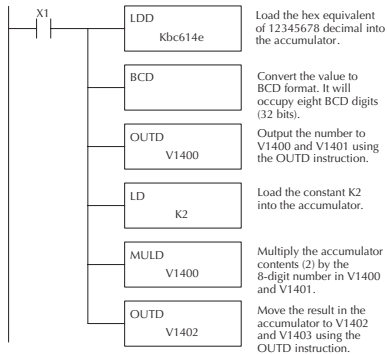 X1
LDD
Kbc614e
Load the hex equivalent
of 12345678 decimal into
the accumulator.
BCD
Convert the value to
BCD format. It will
occupy eight BCD digits
(32 bits).
OUTD
V1400
Output the number to
V1400 and V1401 using
the OUTD instruction.
LD
K2
Load the constant K2
into the accumulator.
MULD
V1400
Multiply the accumulator
contents (2) by the
8-digit number in V1400
and V1401.
OUTD
V1402
Move the result in the
accumulator to V1402
and V1403 using the
OUTD instruction.